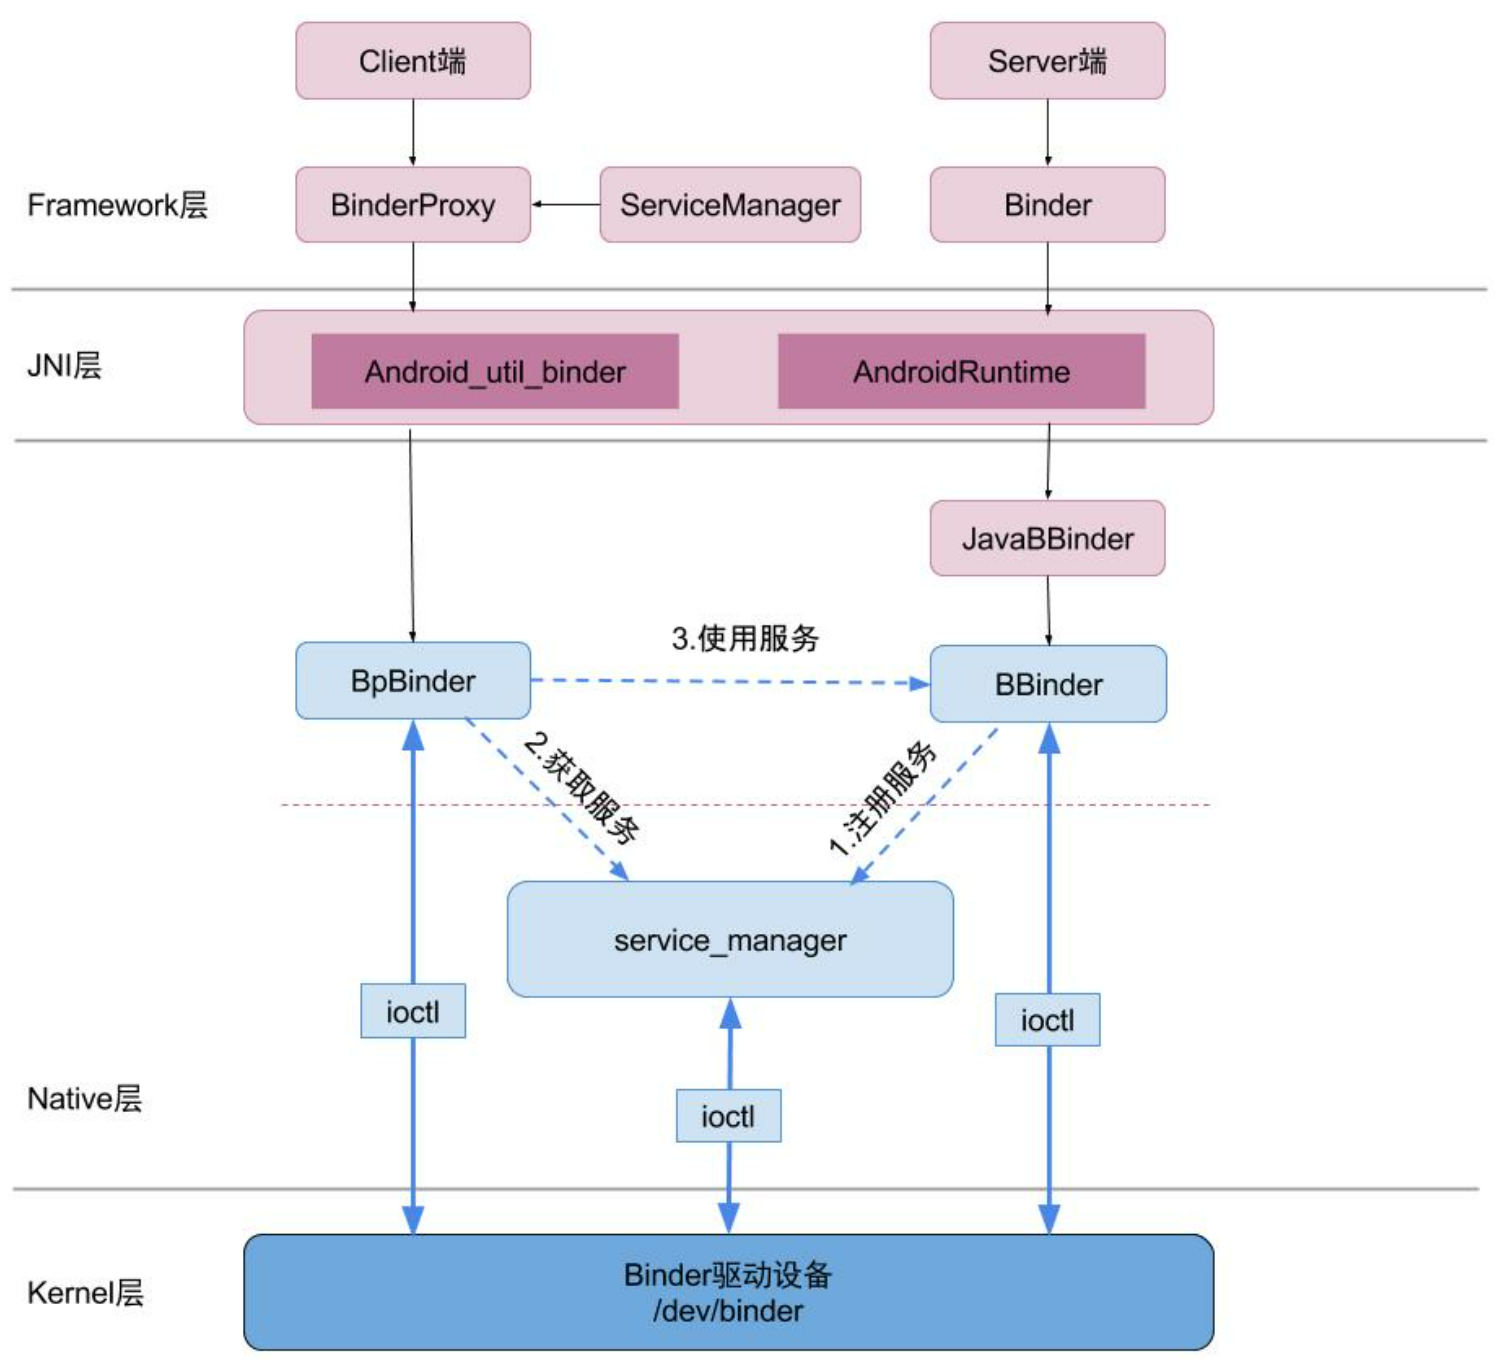 Client端
Server端
Framework层
BinderProxy
ServiceManager
Binder
JNI层
Android_util_binder
AndroidRuntime
JavaBBinder
3.使用服务
BpBinder
BBinder
2.获取服务
1.注册服务
service_manager
ioctl
ioctl
Native层
ioctl
Kernel层
Binder驱动设备
/dev/binder